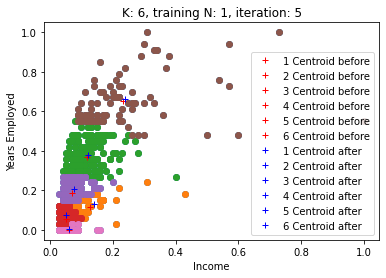 K: 6, training N: 1, iteration: 5
1.0
0.8
0.6
0.4
0.2
0.0
Years Employed
1 Centroid before
2 Centroid before
3 Centroid before
4 Centroid before
5 Centroid before
6 Centroid before
1 Centroid after
2 Centroid after
3 Centroid after
4 Centroid after
5 Centroid after
6 Centroid after
0.0 0.2 0.4 0.6 0.8 1.0
Income